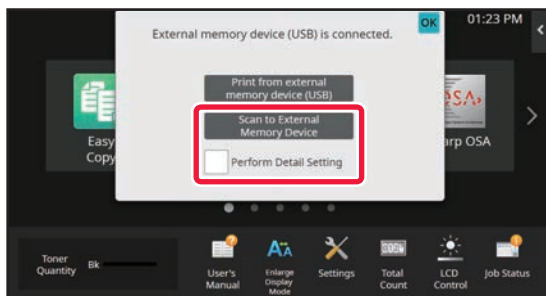 OK
01:23 PM
External memory device (USB) is connected.
Print from external
memory device (USB)
Scan to External
Memory Device
Perform Detail Setting
Easy
Copy
arp OSA
Toner
Quantity
Bk
User's
Manual
Enlarge
Display
Mode
Settings
Total
Count
LCD
Control
Job Status